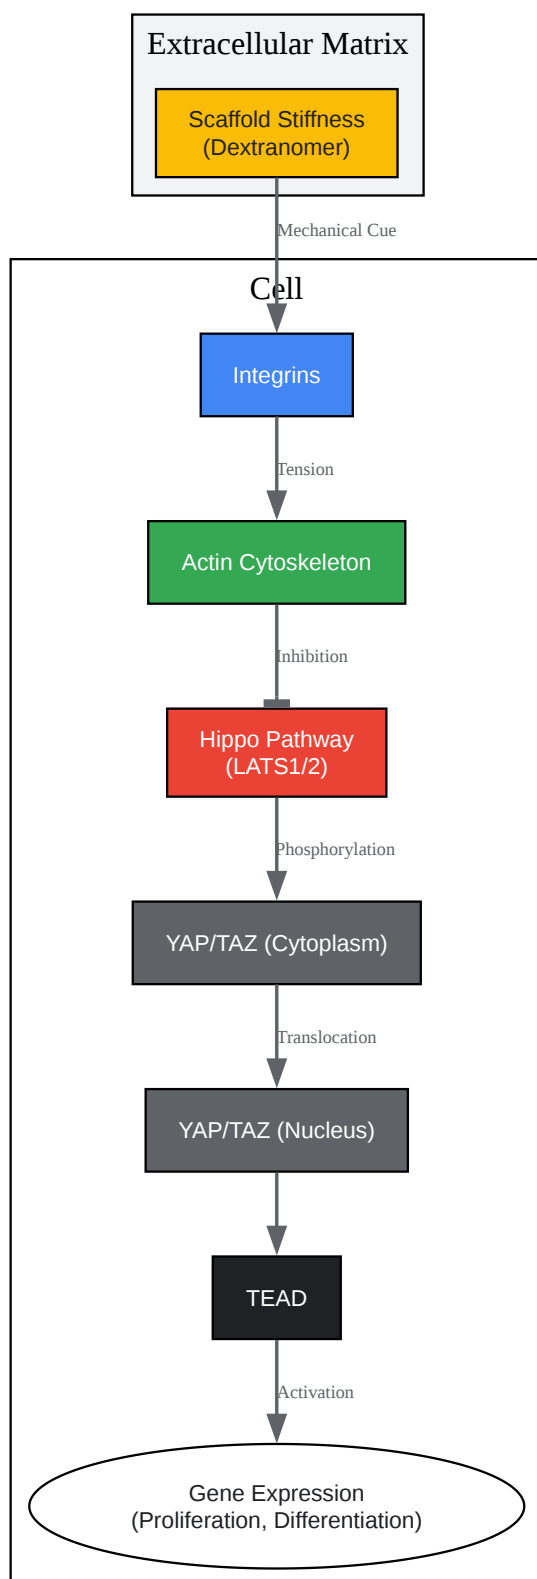 Extracellular Matrix
Scaffold Stiffness
(Dextranomer)
Mechanical Cue
Cell
Integrins
Tension
Actin Cytoskeleton
Inhibition
Hippo Pathway
(LATS1/2)
Phosphorylation
YAP/TAZ (Cytoplasm)
Translocation
YAP/TAZ (Nucleus)
TEAD
Activation
Gene Expression
(Proliferation, Differentiation)